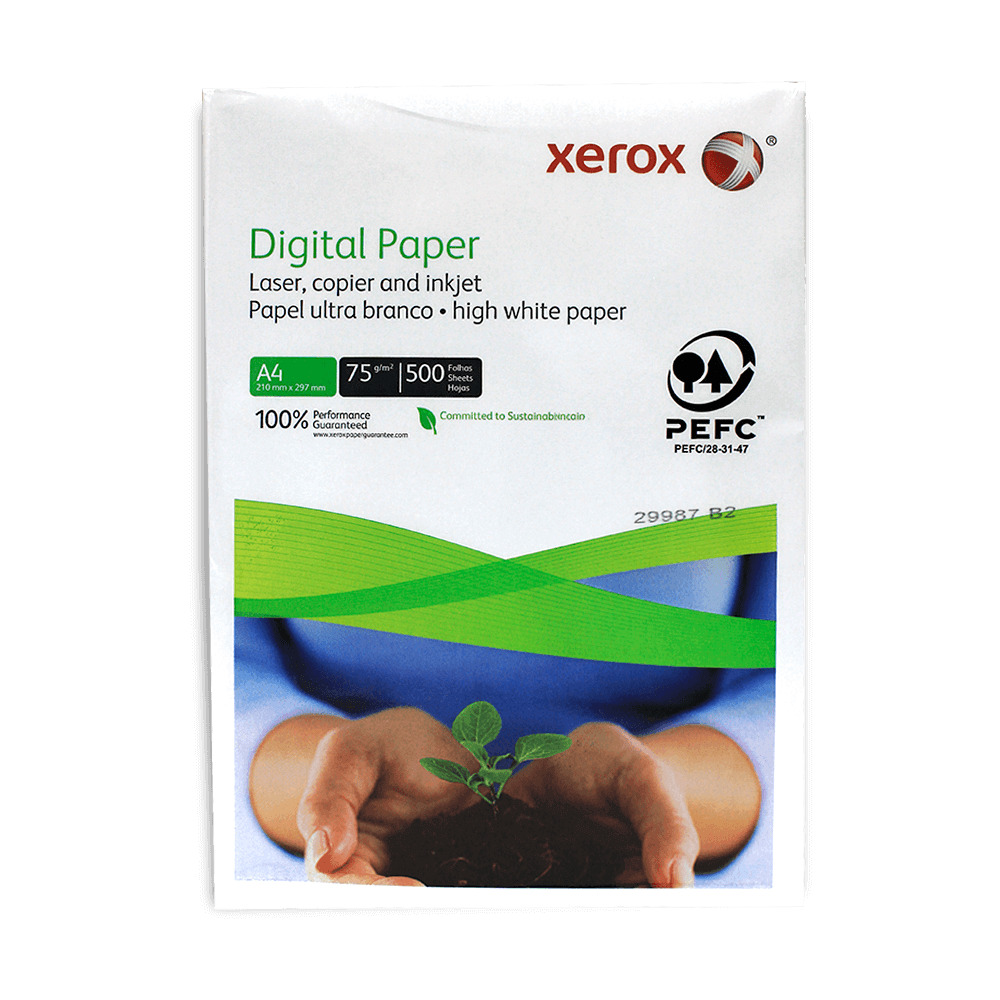 xerox ®
Digital Paper
Laser, copier and inkjet
Papel ultra branco • high white paper
A4
210 mm x 297 mm
75 g/m²
500
Folhas
Sheets
Hojas
100% Performance
Guaranteed
www.xeroxpaperguarantee.com
Committed to
PEFC™
PEFC/28-31-47
29987 B2